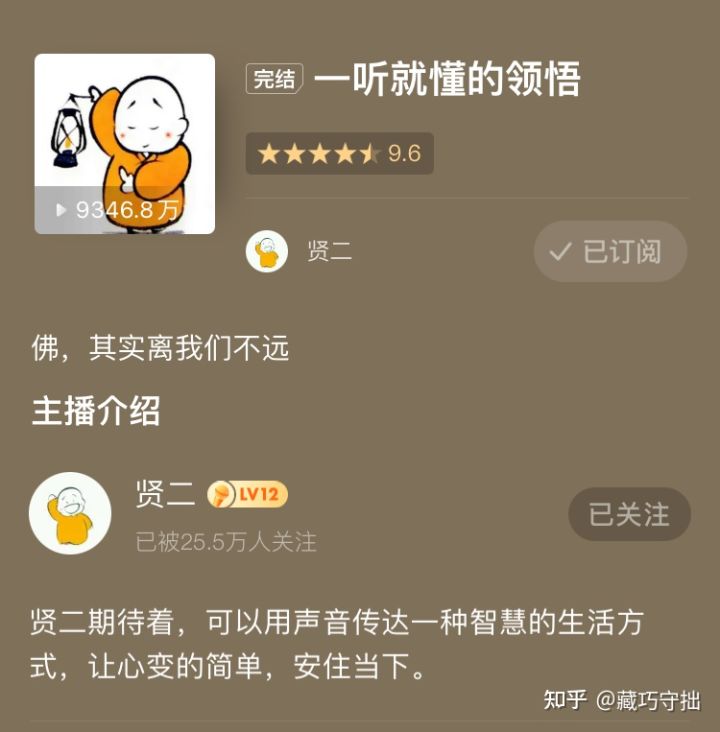 完结 一听就懂的领悟
9.6
9346.8万
贤二
已订阅
佛，其实离我们不远
主播介绍
贤二 LV12
已关注
已被25.5万人关注
贤二期待着，可以用声音传达一种智慧的生活方
式，让心变的简单，安住当下。
知乎 @藏巧守拙